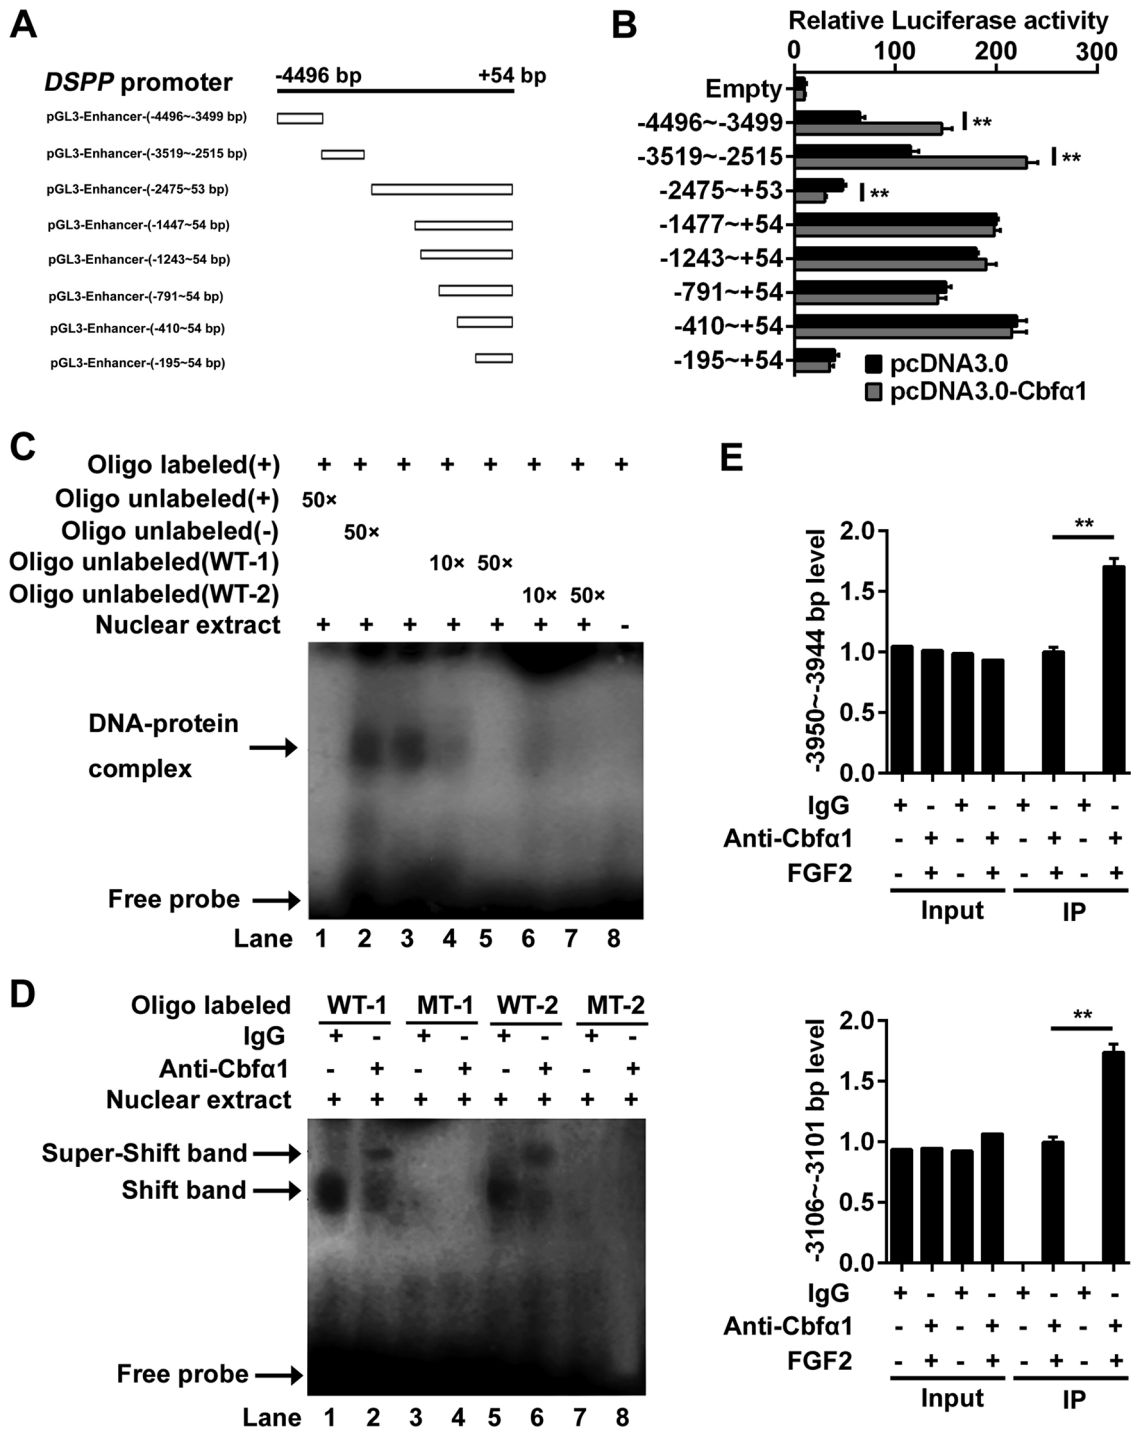 A
DSPP promoter
-4496 bp
+54 bp
pGL3-Enhancer-(-4496~-3499 bp)
pGL3-Enhancer-(-3519~-2515 bp)
pGL3-Enhancer-(-2475~53 bp)
pGL3-Enhancer-(-1447~54 bp)
pGL3-Enhancer-(-1243~54 bp)
pGL3-Enhancer-(-791~54 bp)
pGL3-Enhancer-(-410~54 bp)
pGL3-Enhancer-(-195~54 bp)
B
Relative Luciferase activity
0 100 200 300
Empty
-4496~-3499 **
-3519~-2515 **
-2475~+53 **
-1477~+54
-1243~+54
-791~+54
-410~+54
-195~+54
pcDNA3.0
pcDNA3.0-Cbfα1
C
Oligo labeled(+) + + + + + + + +
Oligo unlabeled(+) 50×
Oligo unlabeled(-) 50×
Oligo unlabeled(WT-1) 10× 50×
Oligo unlabeled(WT-2) 10× 50×
Nuclear extract + + + + + + + -
DNA-protein
complex
Free probe
Lane 1 2 3 4 5 6 7 8
D
Oligo labeled WT-1 MT-1 WT-2 MT-2
IgG + - + - + - + -
Anti-Cbfα1 - + - + - + - +
Nuclear extract + + + + + + + +
Super-Shift band
Shift band
Free probe
Lane 1 2 3 4 5 6 7 8
E
-3950~-3944 bp level
2.0
1.5
1.0
0.5
0.0
**
IgG + - + - + - + -
Anti-Cbfα1 - + - + - + - +
FGF2 - + - + - + - +
Input IP
-3106~-3101 bp level
2.0
1.5
1.0
0.5
0.0
**
IgG + - + - + - + -
Anti-Cbfα1 - + - + - + - +
FGF2 - + - + - + - +
Input IP